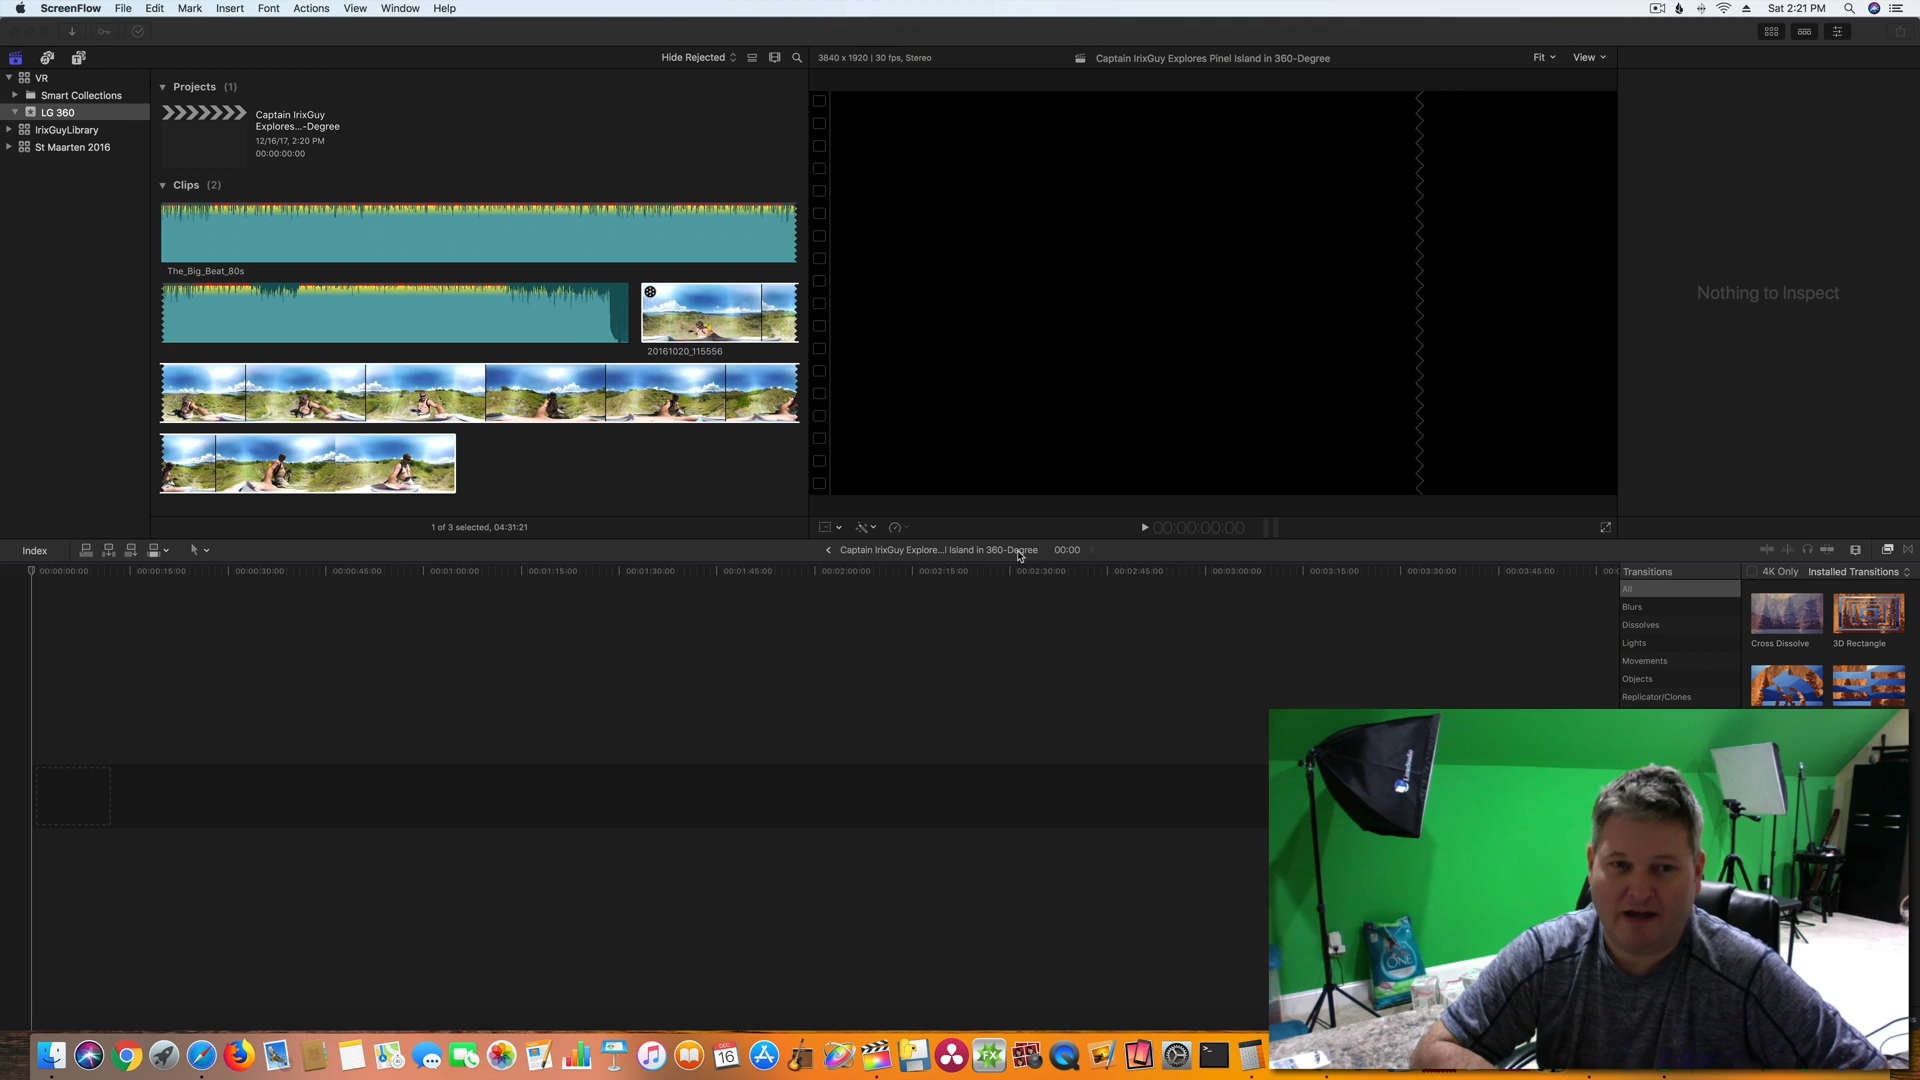 ScreenFlow File Edit Mark Insert Font Actions View Window Help
Sat 2:21 PM
Hide Rejected
3840 x 1920 | 30 fps, Stereo
Captain IrixGuy Explores Pinel Island in 360-Degree
Fit
View
VR
Smart Collections
LG 360
IrixGuyLibrary
St Maarten 2016
Projects (1)
Captain IrixGuy
Explores...-Degree
12/16/17, 2:20 PM
00:00:00:00
Clips (2)
The_Big_Beat_80s
20161020_115556
1 of 3 selected, 04:31:21
Nothing to Inspect
00:00:00:00
Index
Captain IrixGuy Explore...l Island in 360-Degree 00:00
00:00:00:00 00:00:15:00 00:00:30:00 00:00:45:00 00:01:00:00 00:01:15:00 00:01:30:00 00:01:45:00 00:02:00:00 00:02:15:00 00:02:30:00 00:02:45:00 00:03:00:00 00:03:15:00 00:03:30:00 00:03:45:00
Transitions
4K Only
Installed Transitions
All
Blurs
Dissolves
Lights
Movements
Objects
Replicator/Clones
Cross Dissolve
3D Rectangle
ONE
DEC
16
FX